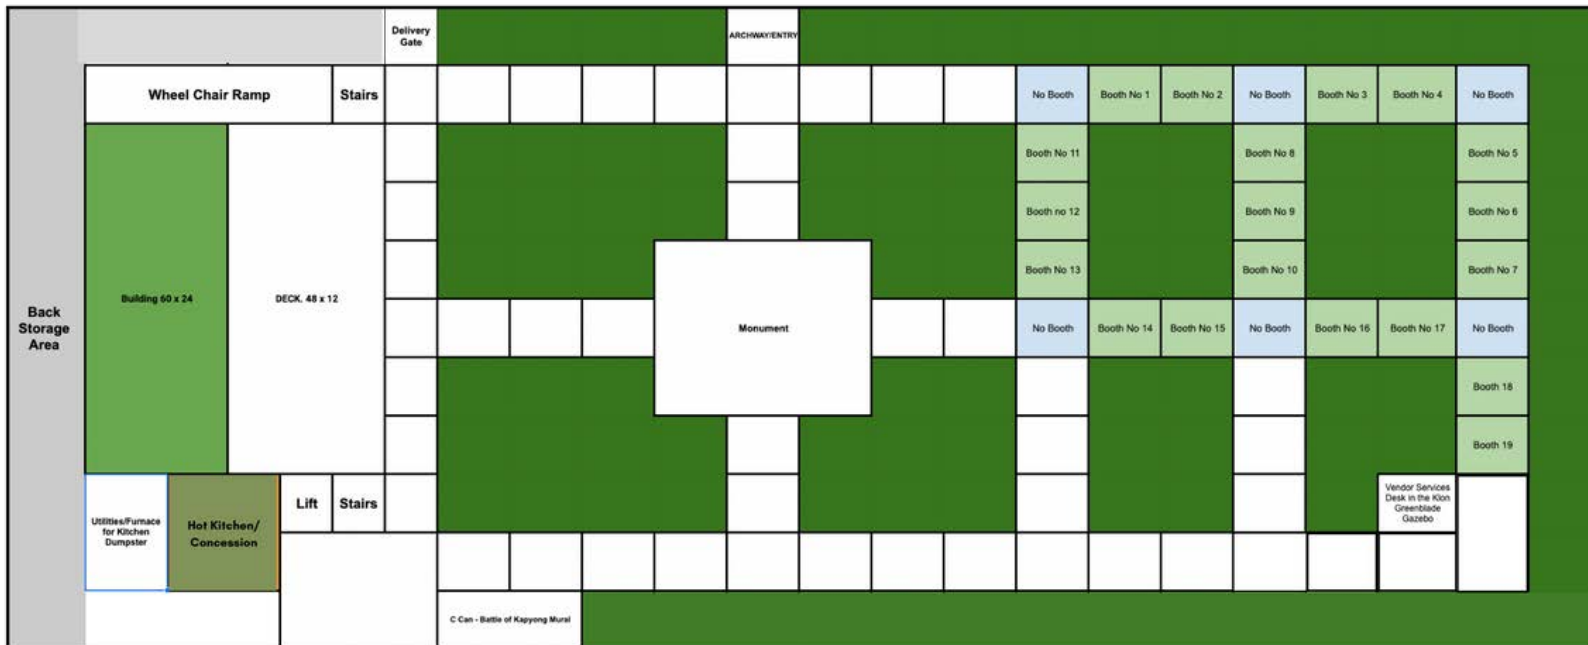 Delivery
Gate
ARCHWAY/ENTRY
Wheel Chair Ramp
Stairs
No Booth
Booth No 1
Booth No 2
No Booth
Booth No 3
Booth No 4
No Booth
Booth No 11
Booth No 8
Booth No 5
Booth no 12
Booth No 9
Booth No 6
Booth No 13
Booth No 10
Booth No 7
Back
Storage
Area
Building 60 x 24
DECK. 48 x 12
Monument
No Booth
Booth No 14
Booth No 15
No Booth
Booth No 16
Booth No 17
No Booth
Booth 18
Booth 19
Utilities/Furnace
for Kitchen
Dumpster
Hot Kitchen/
Concession
Lift
Stairs
Vendor Services
Desk in the Klon
Greenblade
Gazebo
C Can - Battle of Kapyong Mural